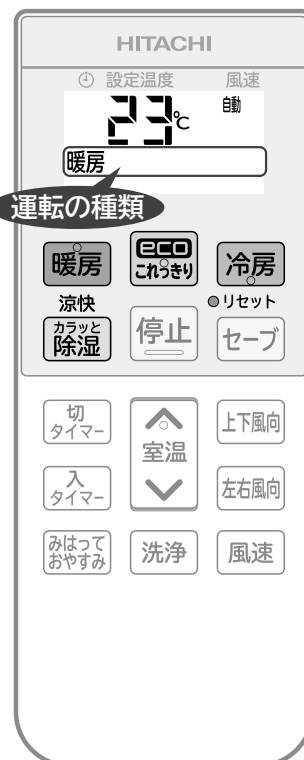 HITACHI
設定温度 風速
23℃ 自動
暖房
運転の種類
暖房 eco これっきり 冷房
涼快 リセット
カラッと 除湿 停止 セーブ
切タイマー 室温 上下風向
入タイマー 左右風向
みはっておやすみ 洗浄 風速